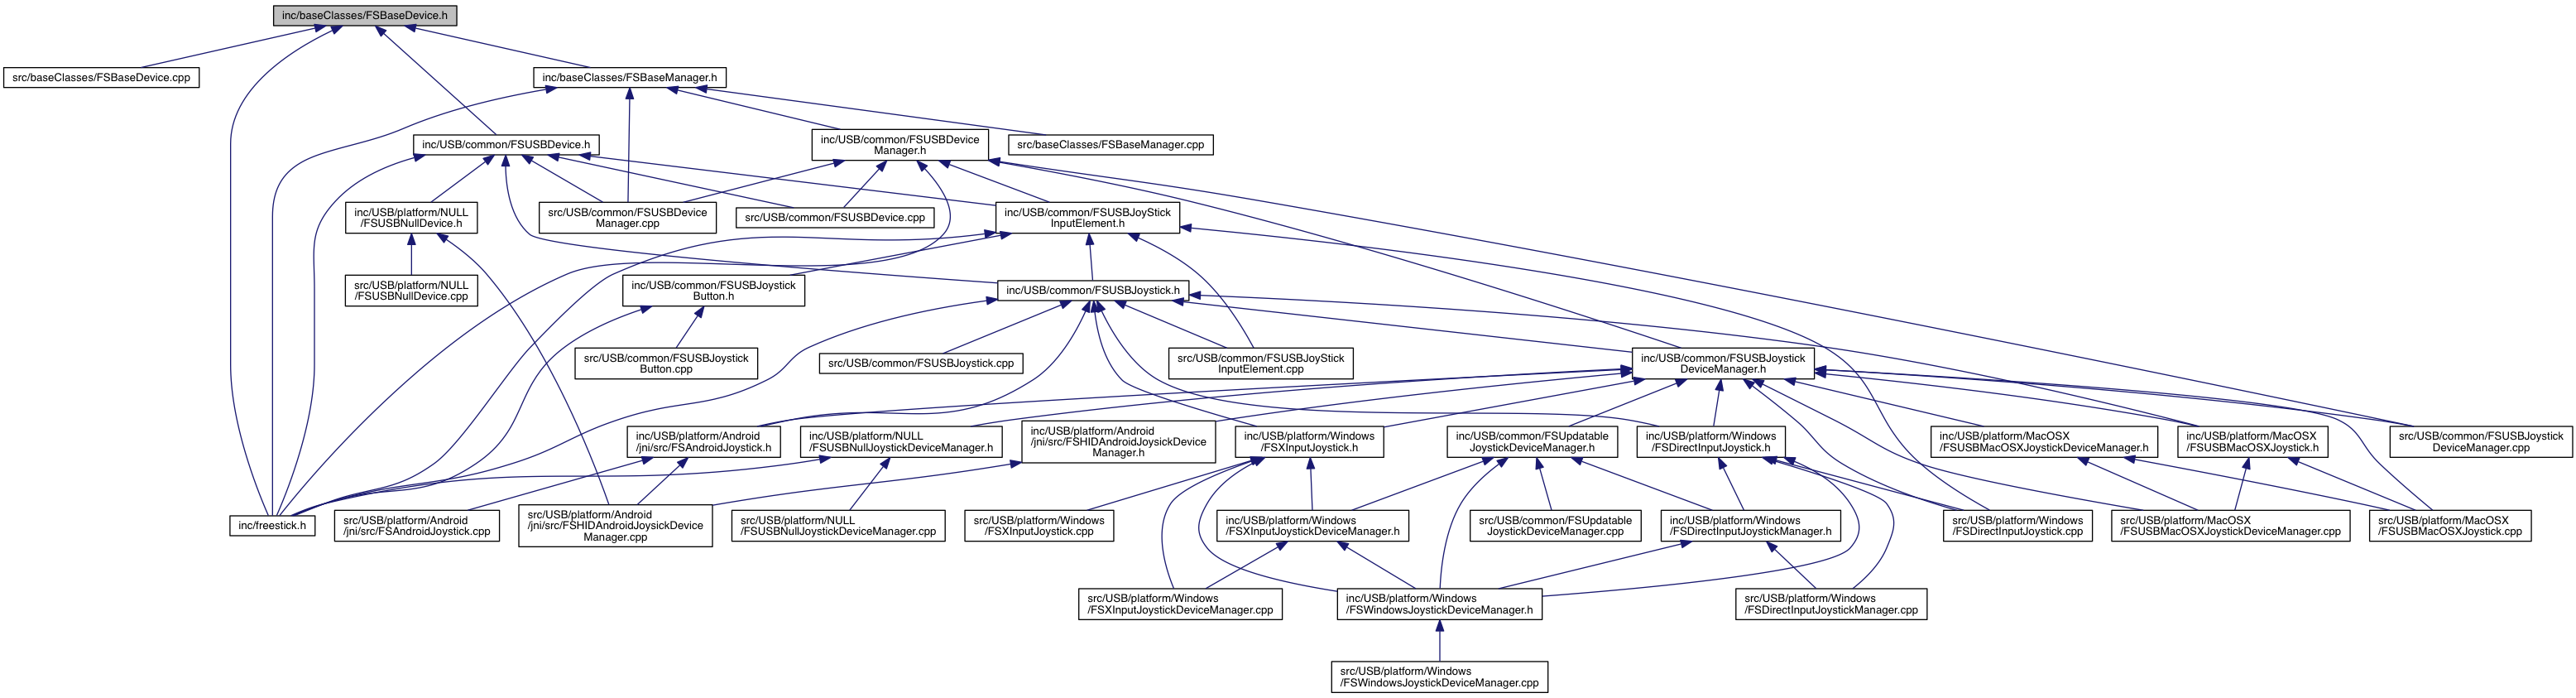 inc/baseClasses/FSBaseDevice.h
src/baseClasses/FSBaseDevice.cpp
inc/baseClasses/FSBaseManager.h
inc/USB/common/FSUSBDevice.h
inc/USB/common/FSUSBDevice
Manager.h
src/baseClasses/FSBaseManager.cpp
inc/USB/platform/NULL
/FSUSBNullDevice.h
src/USB/common/FSUSBDevice
Manager.cpp
src/USB/common/FSUSBDevice.cpp
inc/USB/common/FSUSBJoyStick
InputElement.h
src/USB/platform/NULL
/FSUSBNullDevice.cpp
inc/USB/common/FSUSBJoystick
Button.h
inc/USB/common/FSUSBJoystick.h
src/USB/common/FSUSBJoystick
Button.cpp
src/USB/common/FSUSBJoystick.cpp
src/USB/common/FSUSBJoyStick
InputElement.cpp
inc/USB/common/FSUSBJoystick
DeviceManager.h
inc/USB/platform/Android
/jni/src/FSAndroidJoystick.h
inc/USB/platform/NULL
/FSUSBNullJoystickDeviceManager.h
inc/USB/platform/Android
/jni/src/FSHIDAndroidJoysickDevice
Manager.h
inc/USB/platform/Windows
/FSXInputJoystick.h
inc/USB/common/FSUpdatable
JoystickDeviceManager.h
inc/USB/platform/Windows
/FSDirectInputJoystick.h
inc/USB/platform/MacOSX
/FSUSBMacOSXJoystickDeviceManager.h
inc/USB/platform/MacOSX
/FSUSBMacOSXJoystick.h
src/USB/common/FSUSBJoystick
DeviceManager.cpp
inc/freestick.h
src/USB/platform/Android
/jni/src/FSAndroidJoystick.cpp
src/USB/platform/Android
/jni/src/FSHIDAndroidJoysickDevice
Manager.cpp
src/USB/platform/NULL
/FSUSBNullJoystickDeviceManager.cpp
src/USB/platform/Windows
/FSXInputJoystick.cpp
inc/USB/platform/Windows
/FSXInputJoystickDeviceManager.h
src/USB/common/FSUpdatable
JoystickDeviceManager.cpp
inc/USB/platform/Windows
/FSDirectInputJoystickManager.h
src/USB/platform/Windows
/FSDirectInputJoystick.cpp
src/USB/platform/MacOSX
/FSUSBMacOSXJoystickDeviceManager.cpp
src/USB/platform/MacOSX
/FSUSBMacOSXJoystick.cpp
src/USB/platform/Windows
/FSXInputJoystickDeviceManager.cpp
inc/USB/platform/Windows
/FSWindowsJoystickDeviceManager.h
src/USB/platform/Windows
/FSDirectInputJoystickManager.cpp
src/USB/platform/Windows
/FSWindowsJoystickDeviceManager.cpp